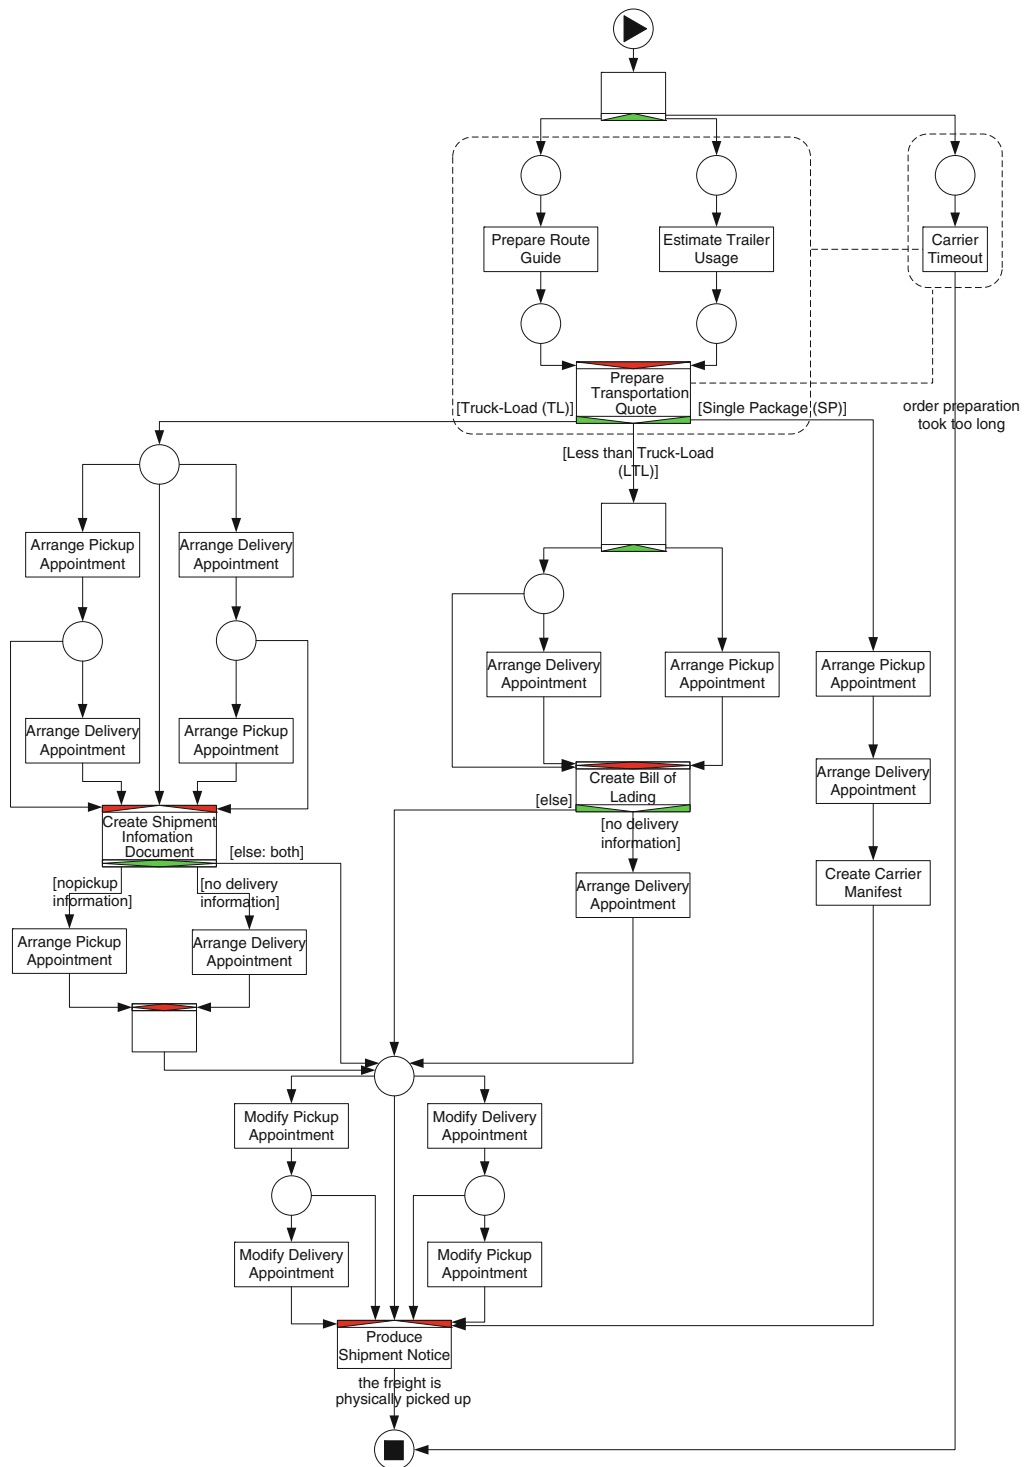 Prepare Route
Guide
Estimate Trailer
Usage
Carrier
Timeout
Prepare
Transportation
Quote
[Truck-Load (TL)]
[Single Package (SP)]
order preparation
took too long
[Less than Truck-Load
(LTL)]
Arrange Pickup
Appointment
Arrange Delivery
Appointment
Arrange Delivery
Appointment
Arrange Pickup
Appointment
Arrange Pickup
Appointment
Arrange Delivery
Appointment
Arrange Pickup
Appointment
Arrange Delivery
Appointment
Create Bill of
Lading
[else]
[no delivery
information]
Create Shipment
Infomation
Document
[else: both]
[nopickup
information]
[no delivery
information]
Arrange Delivery
Appointment
Create Carrier
Manifest
Arrange Pickup
Appointment
Arrange Delivery
Appointment
Modify Pickup
Appointment
Modify Delivery
Appointment
Modify Delivery
Appointment
Modify Pickup
Appointment
Produce
Shipment Notice
the freight is
physically picked up